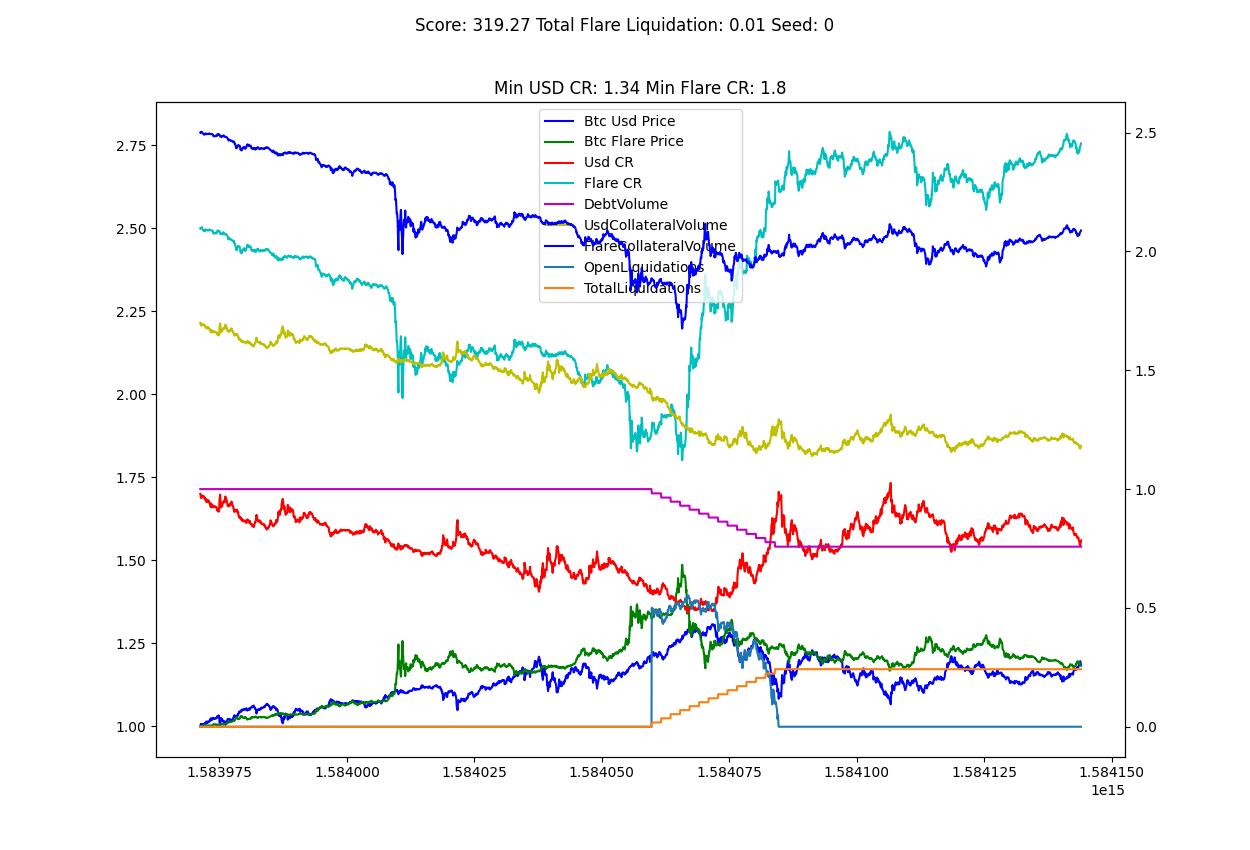 Score: 319.27 Total Flare Liquidation: 0.01 Seed: 0
Min USD CR: 1.34 Min Flare CR: 1.8
Btc Usd Price
Btc Flare Price
Usd CR
Flare CR
DebtVolume
UsdCollateralVolume
FlareCollateralVolume
OpenLiquidations
TotalLiquidations
2.75
2.50
2.25
2.00
1.75
1.50
1.25
1.00
2.5
2.0
1.5
1.0
0.5
0.0
1.583975 1.584000 1.584025 1.584050 1.584075 1.584100 1.584125 1.584150
1e15